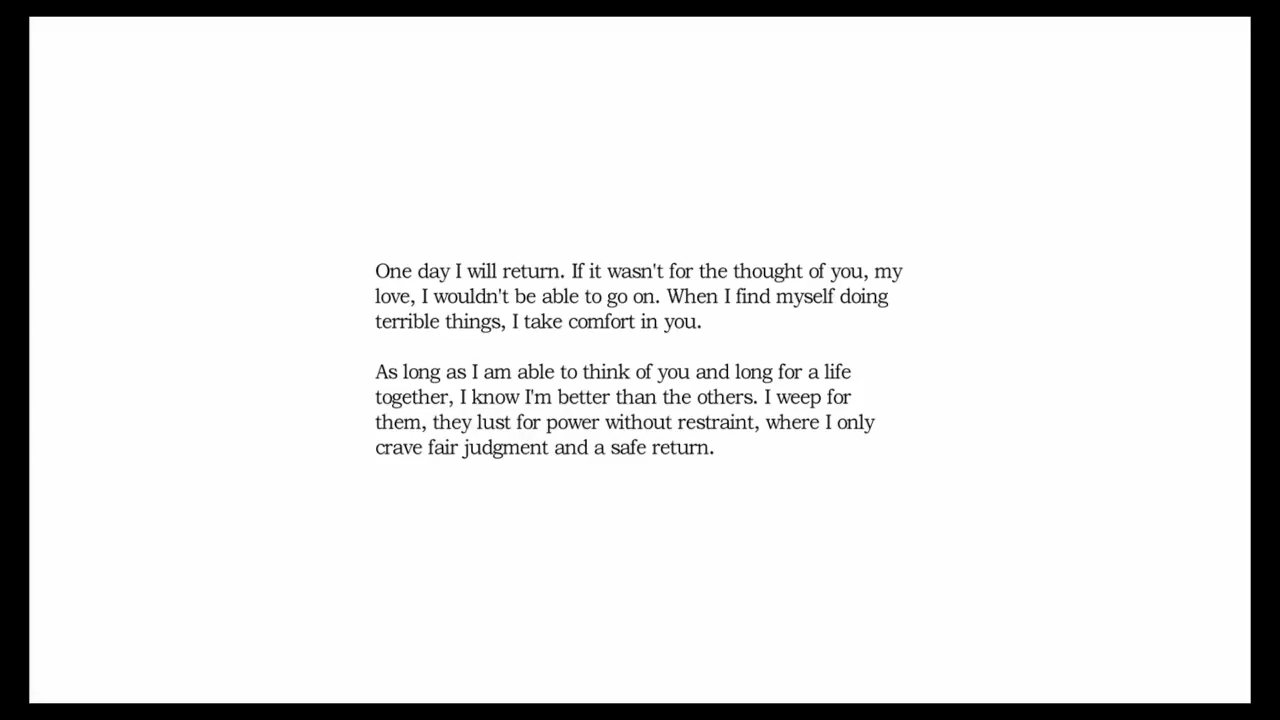 One day I will return. If it wasn't for the thought of you, my
love, I wouldn't be able to go on. When I find myself doing
terrible things, I take comfort in you.
As long as I am able to think of you and long for a life
together, I know I'm better than the others. I weep for
them, they lust for power without restraint, where I only
crave fair judgment and a safe return.